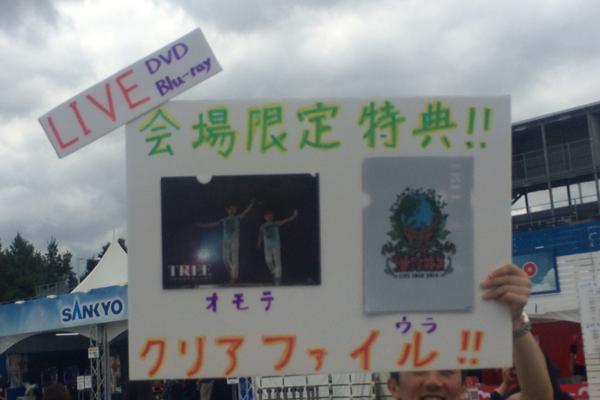 LIVE DVD
Blu-ray
会場限定特典!!
TREE
オモテ
ウラ
クリアファイル!!
SANKYO